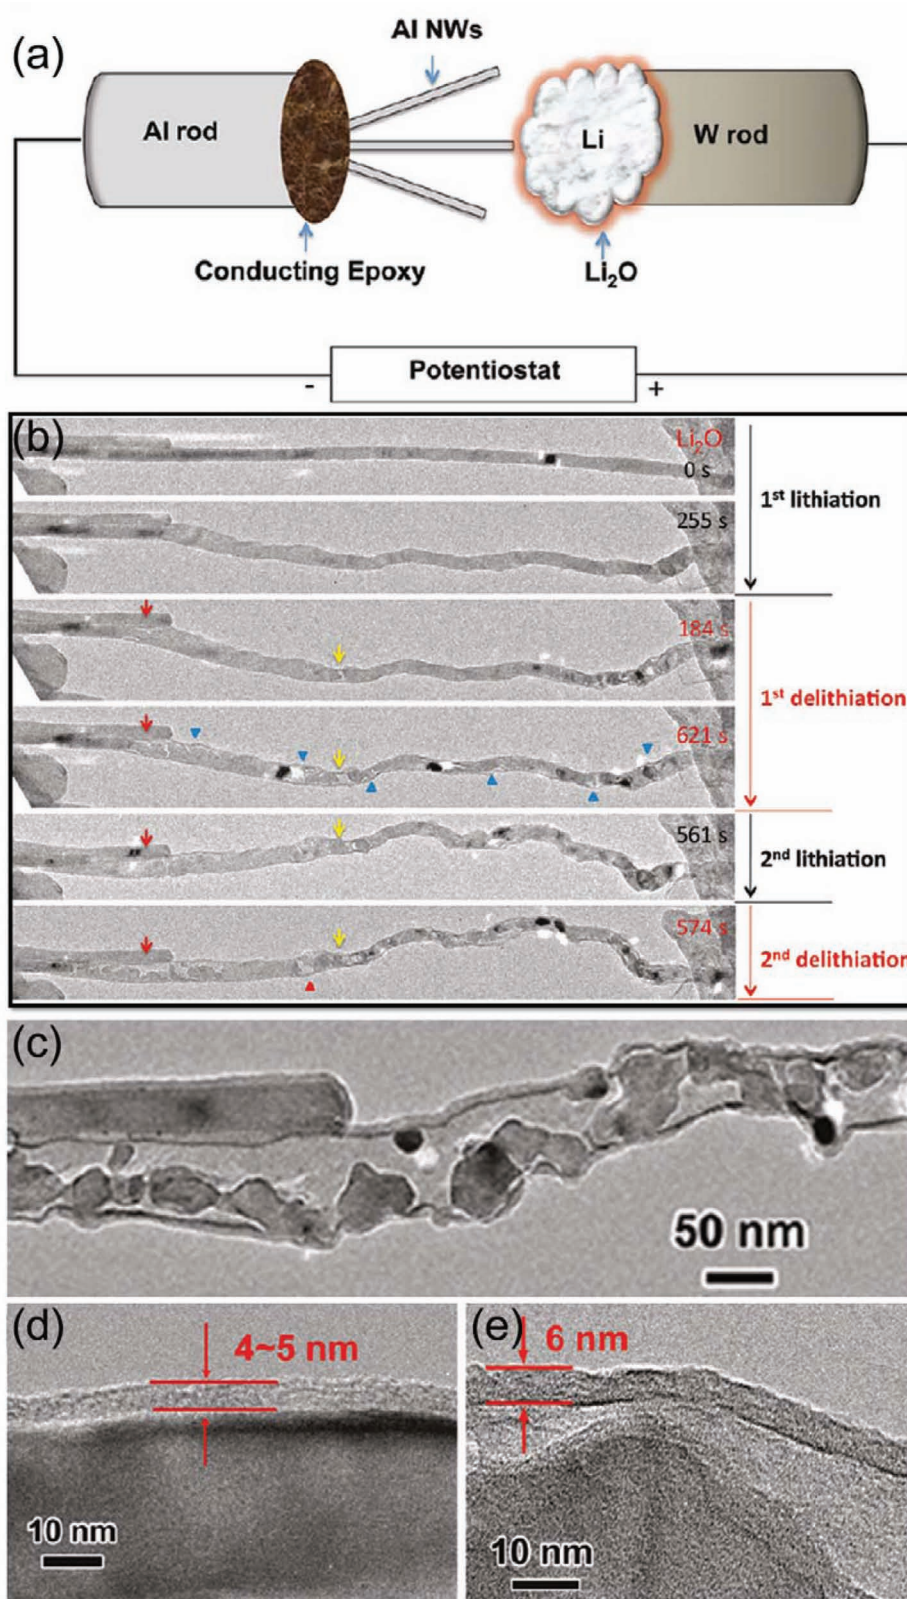 (a)
Al NWs
Al rod
Li
W rod
Conducting Epoxy
Li₂O
Potentiostat
- +
(b)
Li₂O
0 s
1st lithiation
255 s
184 s
1st delithiation
621 s
561 s
2nd lithiation
574 s
2nd delithiation
(c)
50 nm
(d)
4~5 nm
10 nm
(e)
6 nm
10 nm